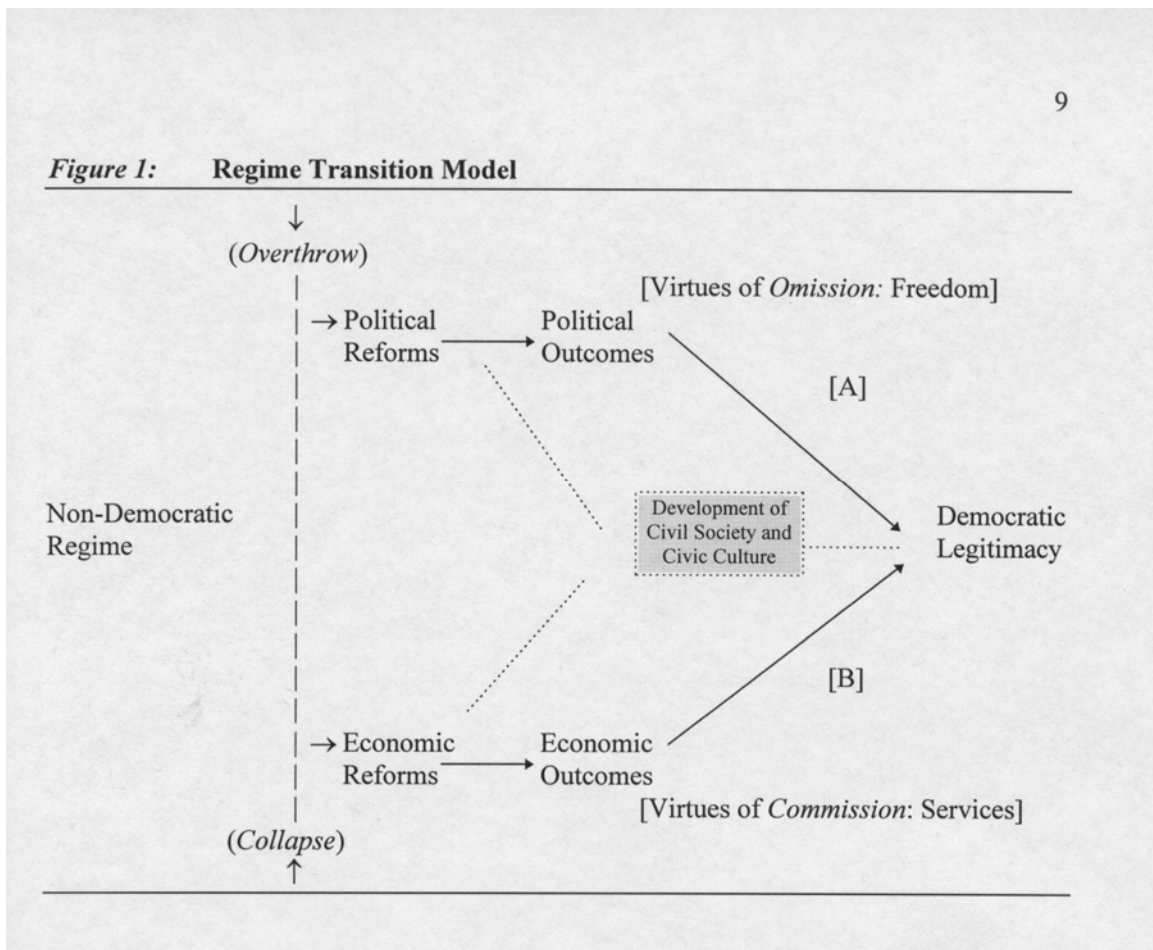 9
Figure 1: Regime Transition Model
↓
(Overthrow)
[Virtues of Omission: Freedom]
→ Political
Reforms
Political
Outcomes
[A]
Non-Democratic
Regime
Development of
Civil Society and
Civic Culture
Democratic
Legitimacy
[B]
→ Economic
Reforms
Economic
Outcomes
[Virtues of Commission: Services]
(Collapse)
↑